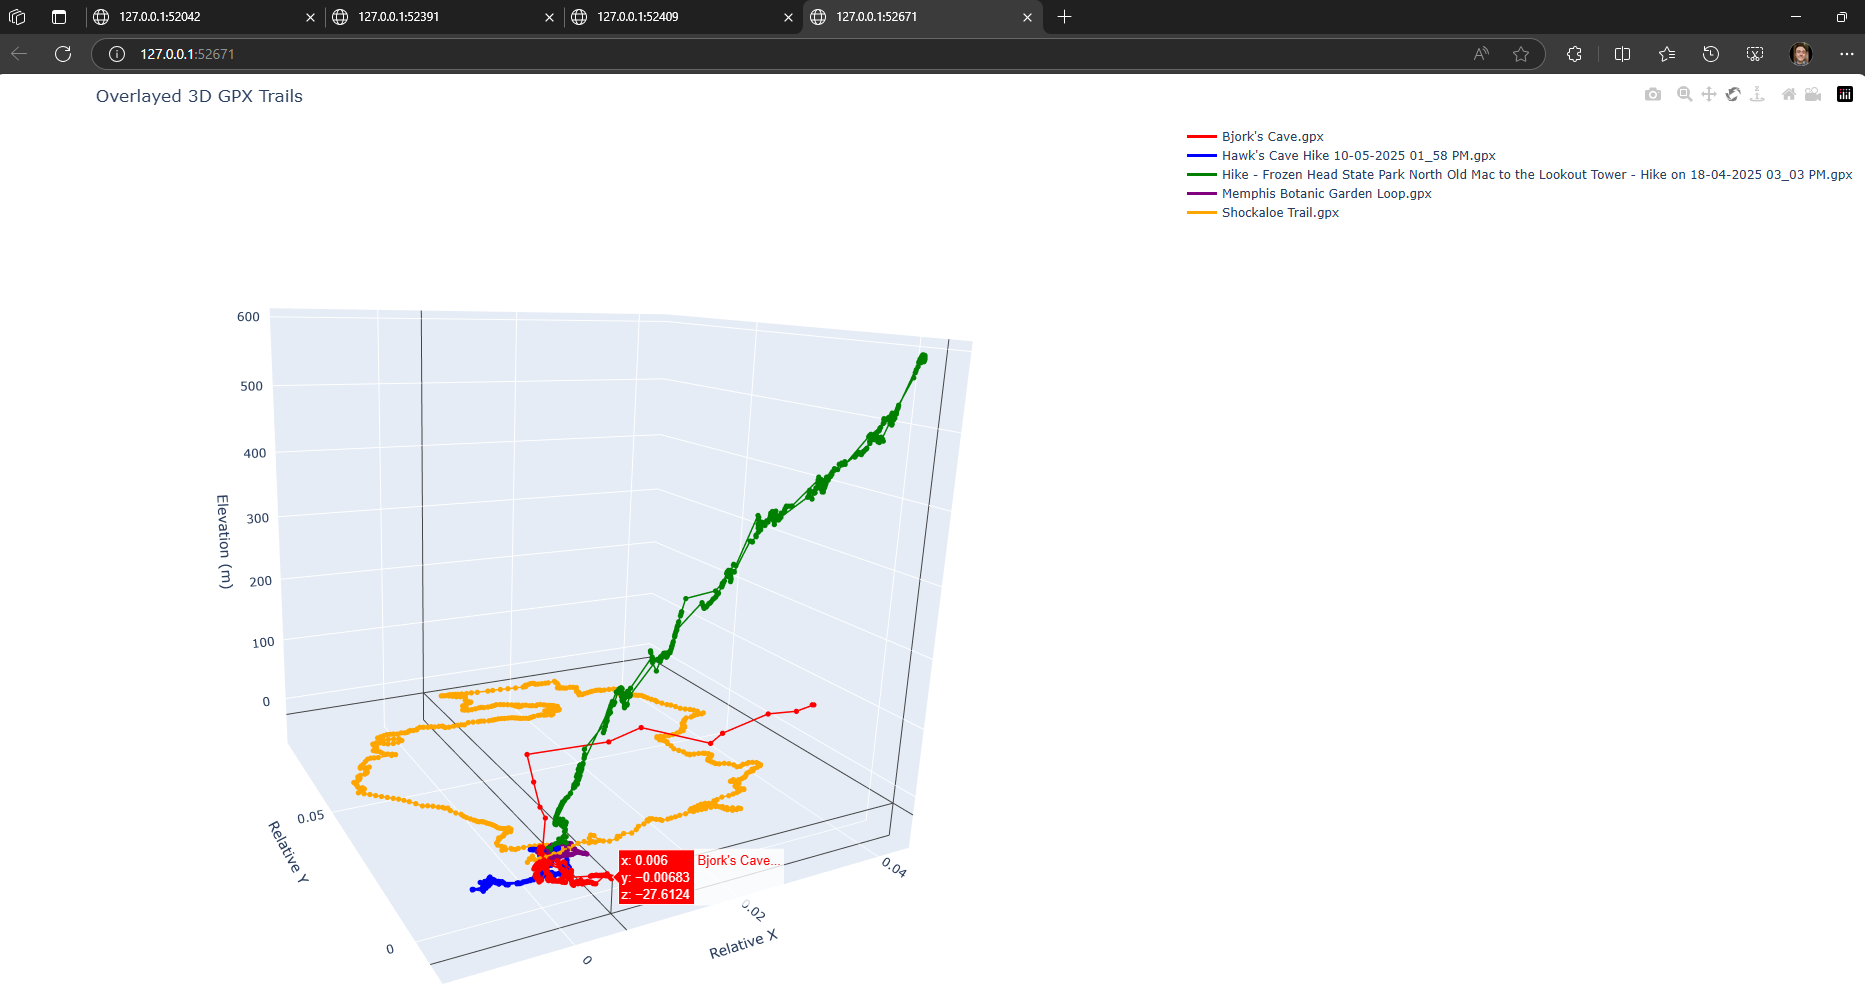 127.0.0.1:52042
127.0.0.1:52391
127.0.0.1:52409
127.0.0.1:52671
127.0.0.1:52671
Overlayed 3D GPX Trails
Bjork's Cave.gpx
Hawk's Cave Hike 10-05-2025 01_58 PM.gpx
Hike - Frozen Head State Park North Old Mac to the Lookout Tower - Hike on 18-04-2025 03_03 PM.gpx
Memphis Botanic Garden Loop.gpx
Shockaloe Trail.gpx
600
500
400
300
200
100
0
Elevation (m)
0.05
0
Relative Y
x: 0.006
y: −0.00683
z: −27.6124
Bjork's Cave...
0.04
0.02
0
Relative X